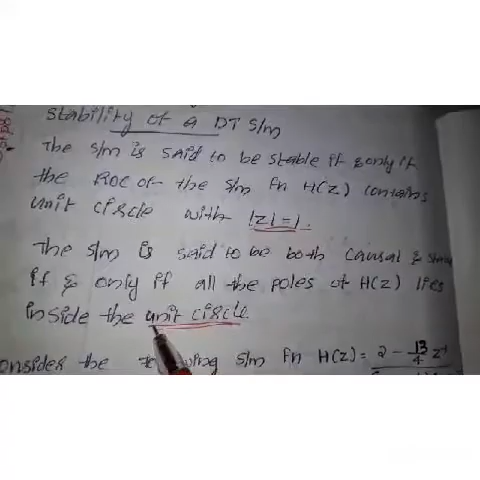 Stability of a DT S/m
The S/m is said to be stable if & only if
the ROC of the S/m fn H(z) contains
unit circle with |z|=1.
The S/m is said to be both causal &
if & only if all the poles of H(z) lies
inside the unit circle.
onsider the following S/m fn H(z) = 2 - 13/4 z⁻¹